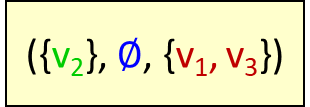 ({v₂}, Ø, {v₁, v₃})